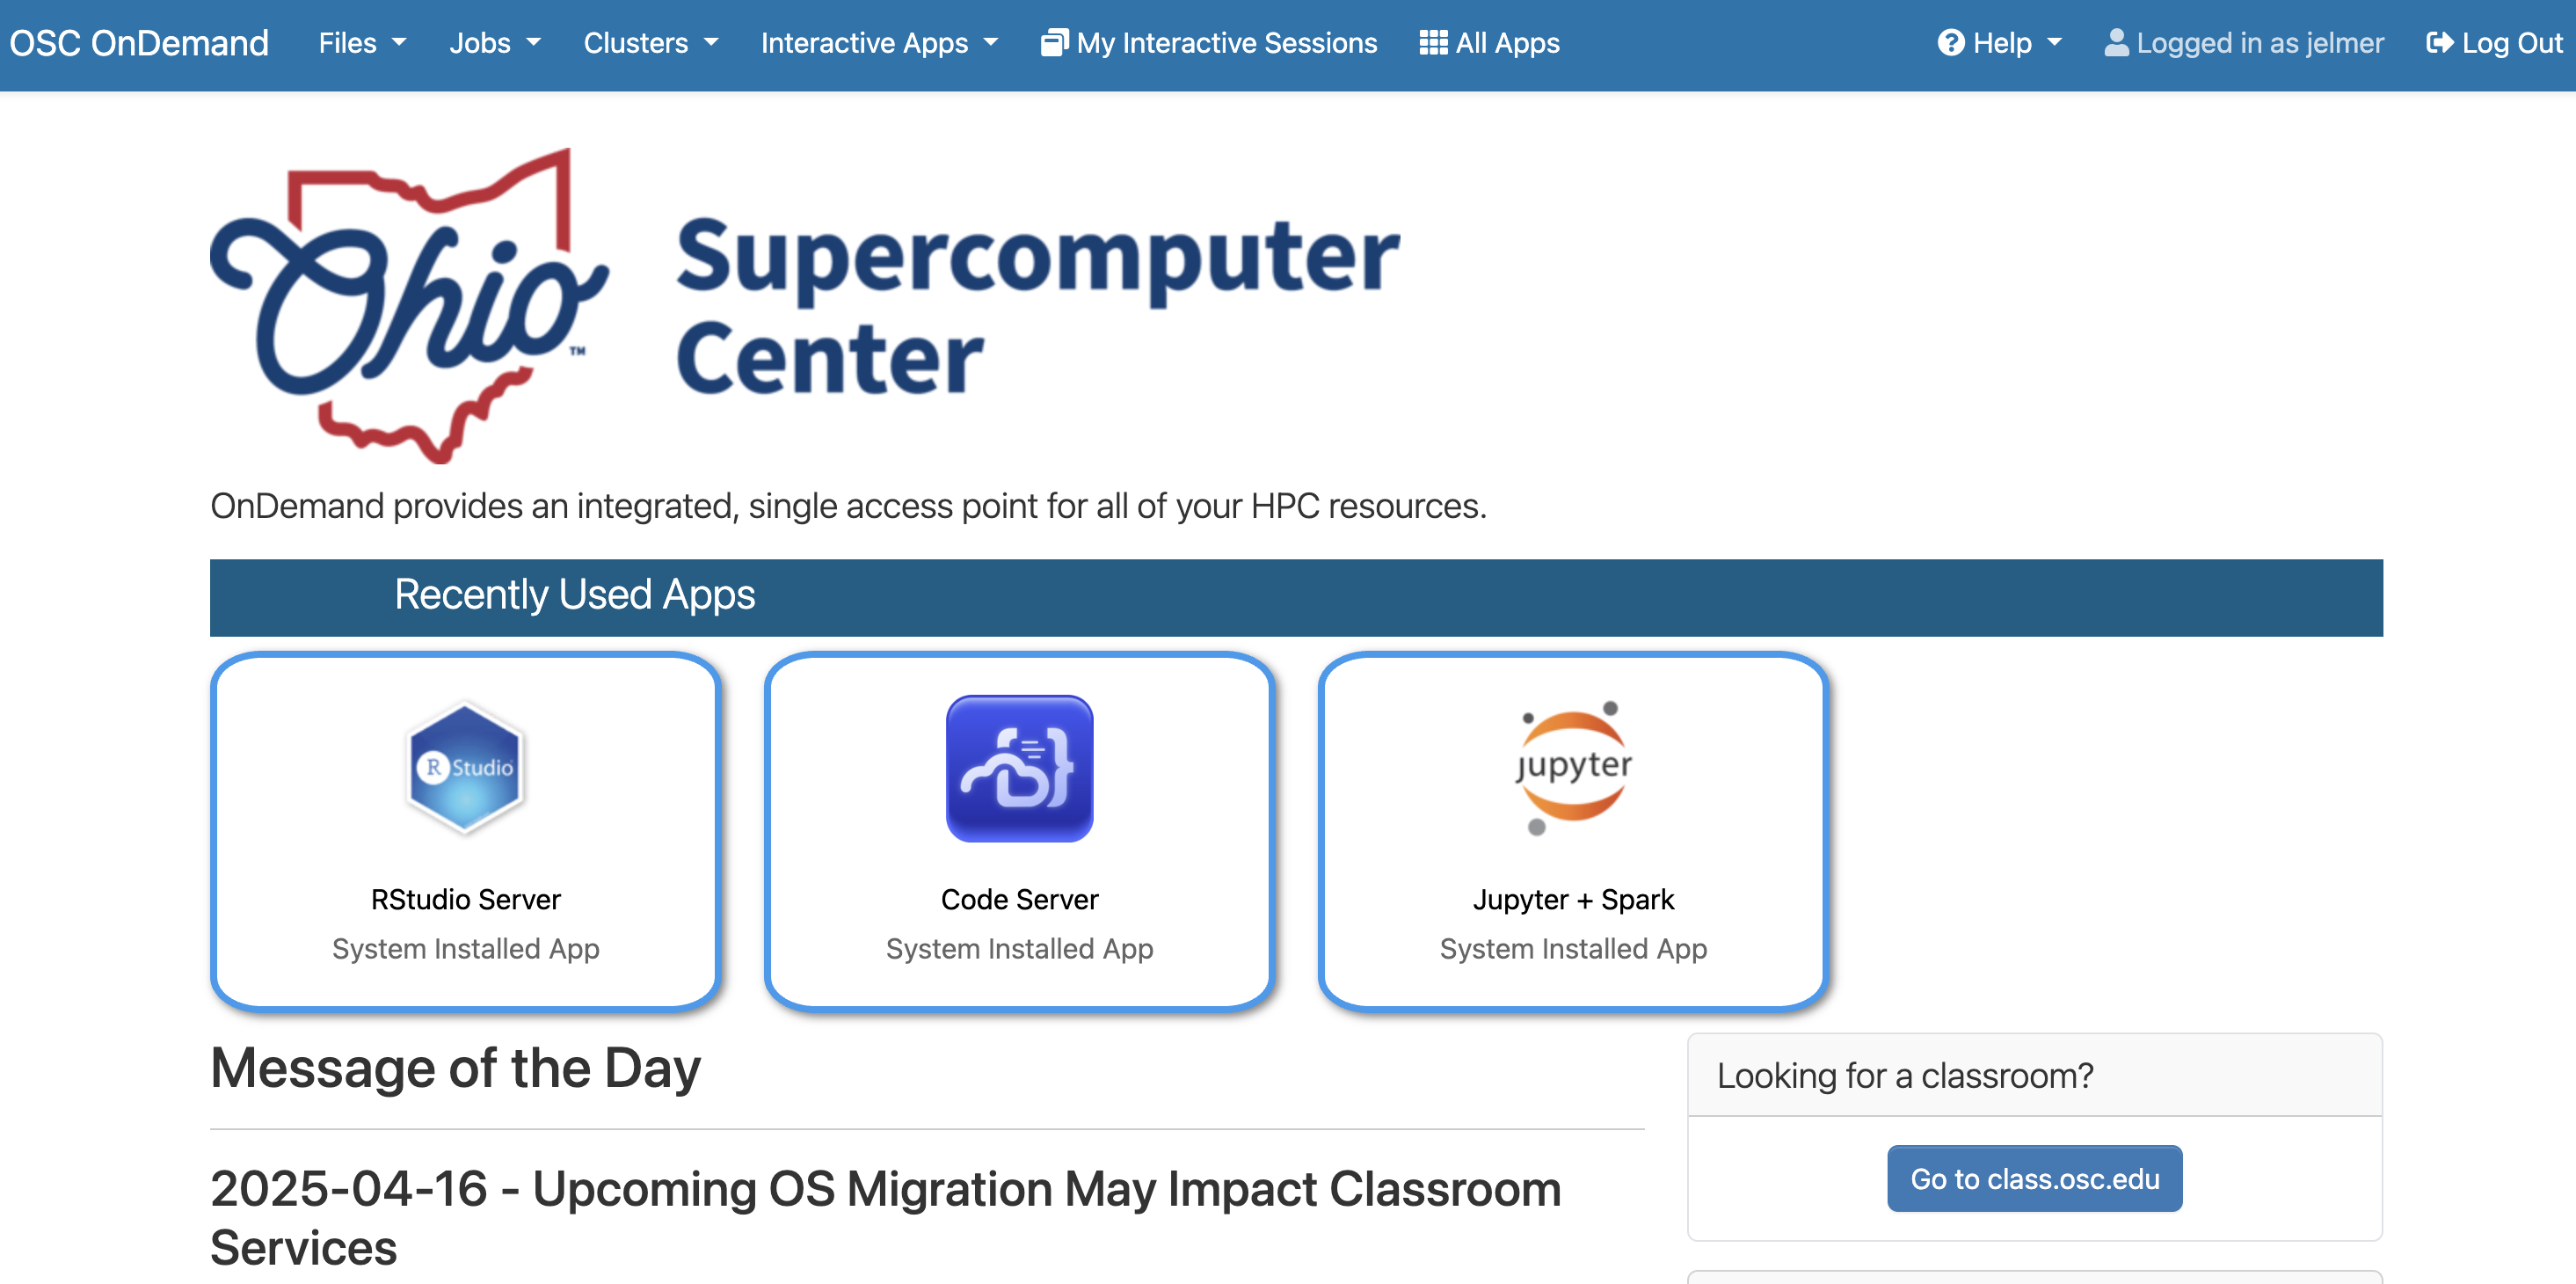 OSC OnDemand Files Jobs Clusters Interactive Apps My Interactive Sessions All Apps Help Logged in as jelmer Log Out
Ohio
TM
Supercomputer
Center
OnDemand provides an integrated, single access point for all of your HPC resources.
Recently Used Apps
R Studio
jupyter
RStudio Server
System Installed App
Code Server
System Installed App
Jupyter + Spark
System Installed App
Message of the Day
Looking for a classroom?
Go to class.osc.edu
2025-04-16 - Upcoming OS Migration May Impact Classroom
Services